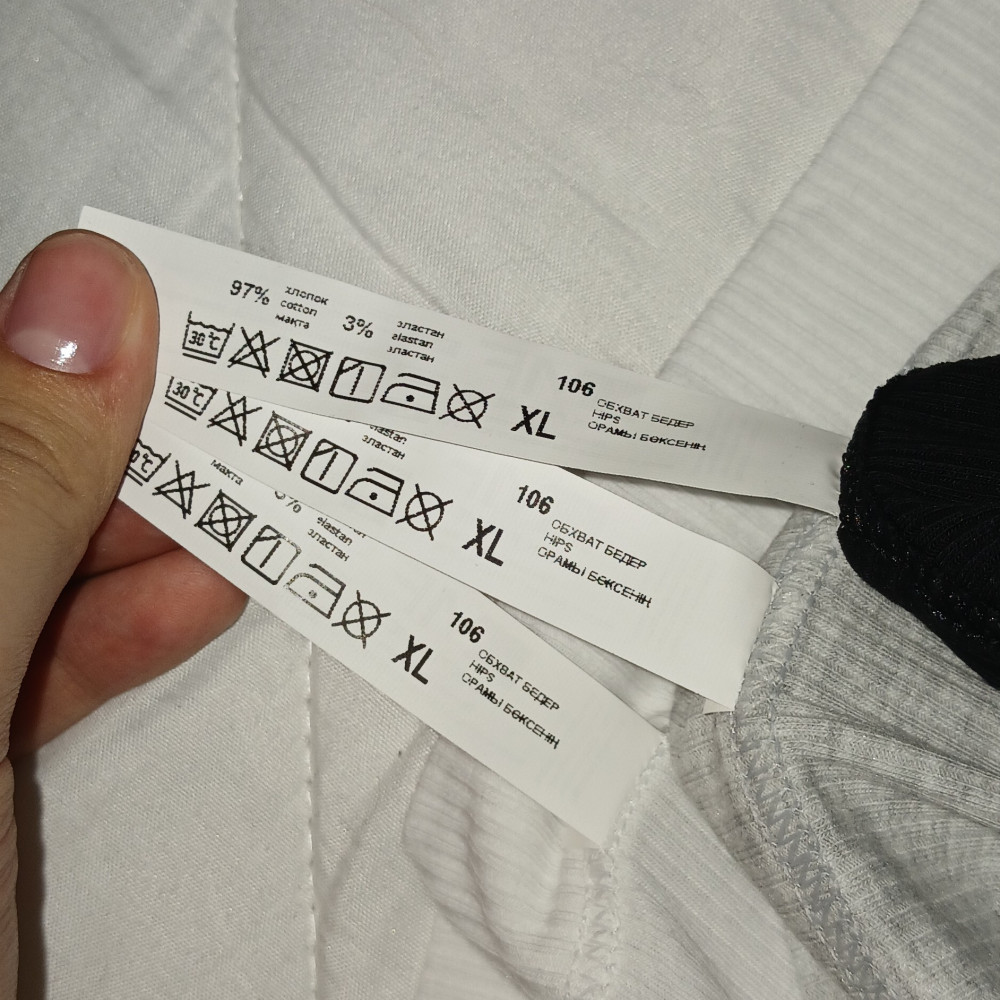 97%
хлопок
cotton
мақта
3%
эластан
elastan
эластан
30°C
XL
106
ОБХВАТ БЕДЕР
HIPS
ОРАМЫ БӨКСЕНІҢ
эластан
30°C
XL
106
ОБХВАТ БЕДЕР
HIPS
ОРАМЫ БӨКСЕНІҢ
мақта
%
elastan
эластан
XL
106
ОБХВАТ БЕДЕР
HIPS
ОРАМЫ БӨКСЕНІҢ